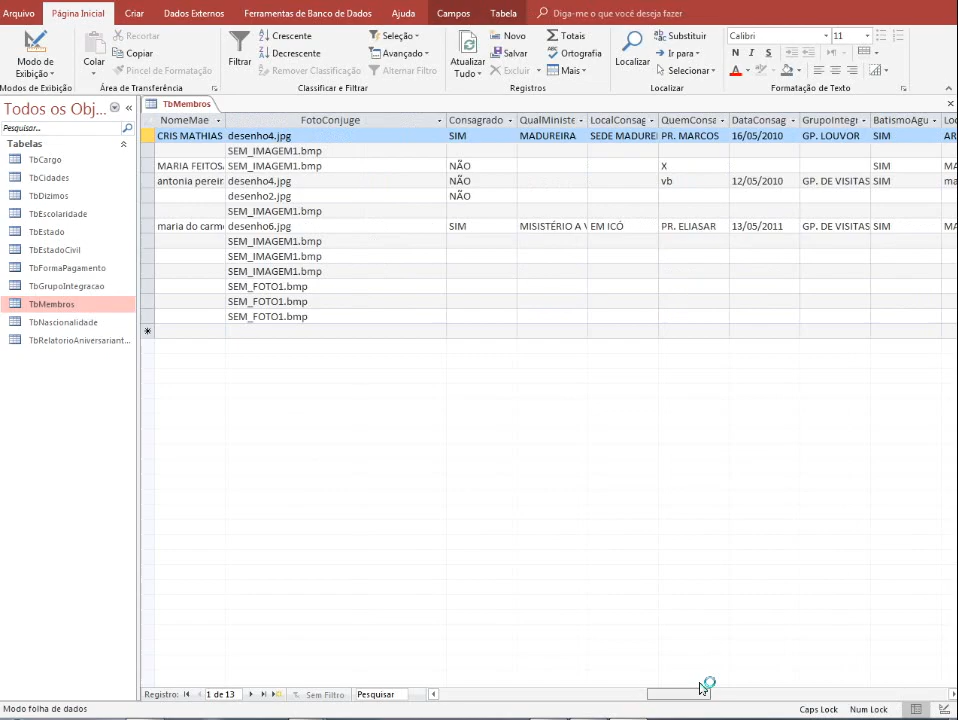 Arquivo Página Inicial Criar Dados Externos Ferramentas de Banco de Dados Ajuda Campos Tabela Diga-me o que você deseja fazer
Modo de Exibição
Modos de Exibição
Colar
Recortar
Copiar
Pincel de Formatação
Área de Transferência
Filtrar
Crescente
Decrescente
Remover Classificação
Seleção
Avançado
Alternar Filtro
Classificar e Filtrar
Atualizar Tudo
Novo
Salvar
Excluir
Totais
Ortografia
Mais
Registros
Localizar
Substituir
Ir para
Selecionar
Localizar
Calibri 11
N I S
Formatação de Texto
Todos os Obj...
Pesquisar...
Tabelas
TbCargo
TbCidades
TbDizimos
TbEscolaridade
TbEstado
TbEstadoCivil
TbFormaPagamento
TbGrupoIntegracao
TbMembros
TbNascionalidade
TbRelatorioAniversariant...
TbMembros
NomeMae FotoConjuge Consagrado QualMiniste LocalConsag QuemConsa DataConsag GrupoIntegr BatismoAgu Loc
CRIS MATHIAS desenho4.jpg SIM MADUREIRA SEDE MADUREI PR. MARCOS 16/05/2010 GP. LOUVOR SIM AR
SEM_IMAGEM1.bmp
MARIA FEITOS. SEM_IMAGEM1.bmp NÃO X SIM MA
antonia pereir desenho4.jpg NÃO vb 12/05/2010 GP. DE VISITAS SIM ma
desenho2.jpg NÃO
SEM_IMAGEM1.bmp
maria do carmo desenho6.jpg SIM MISISTÉRIO A V EM ICÓ PR. ELIASAR 13/05/2011 GP. DE VISITAS SIM MA
SEM_IMAGEM1.bmp
SEM_IMAGEM1.bmp
SEM_IMAGEM1.bmp
SEM_FOTO1.bmp
SEM_FOTO1.bmp
SEM_FOTO1.bmp
Registro: 1 de 13 Sem Filtro Pesquisar
Modo folha de dados Caps Lock Num Lock